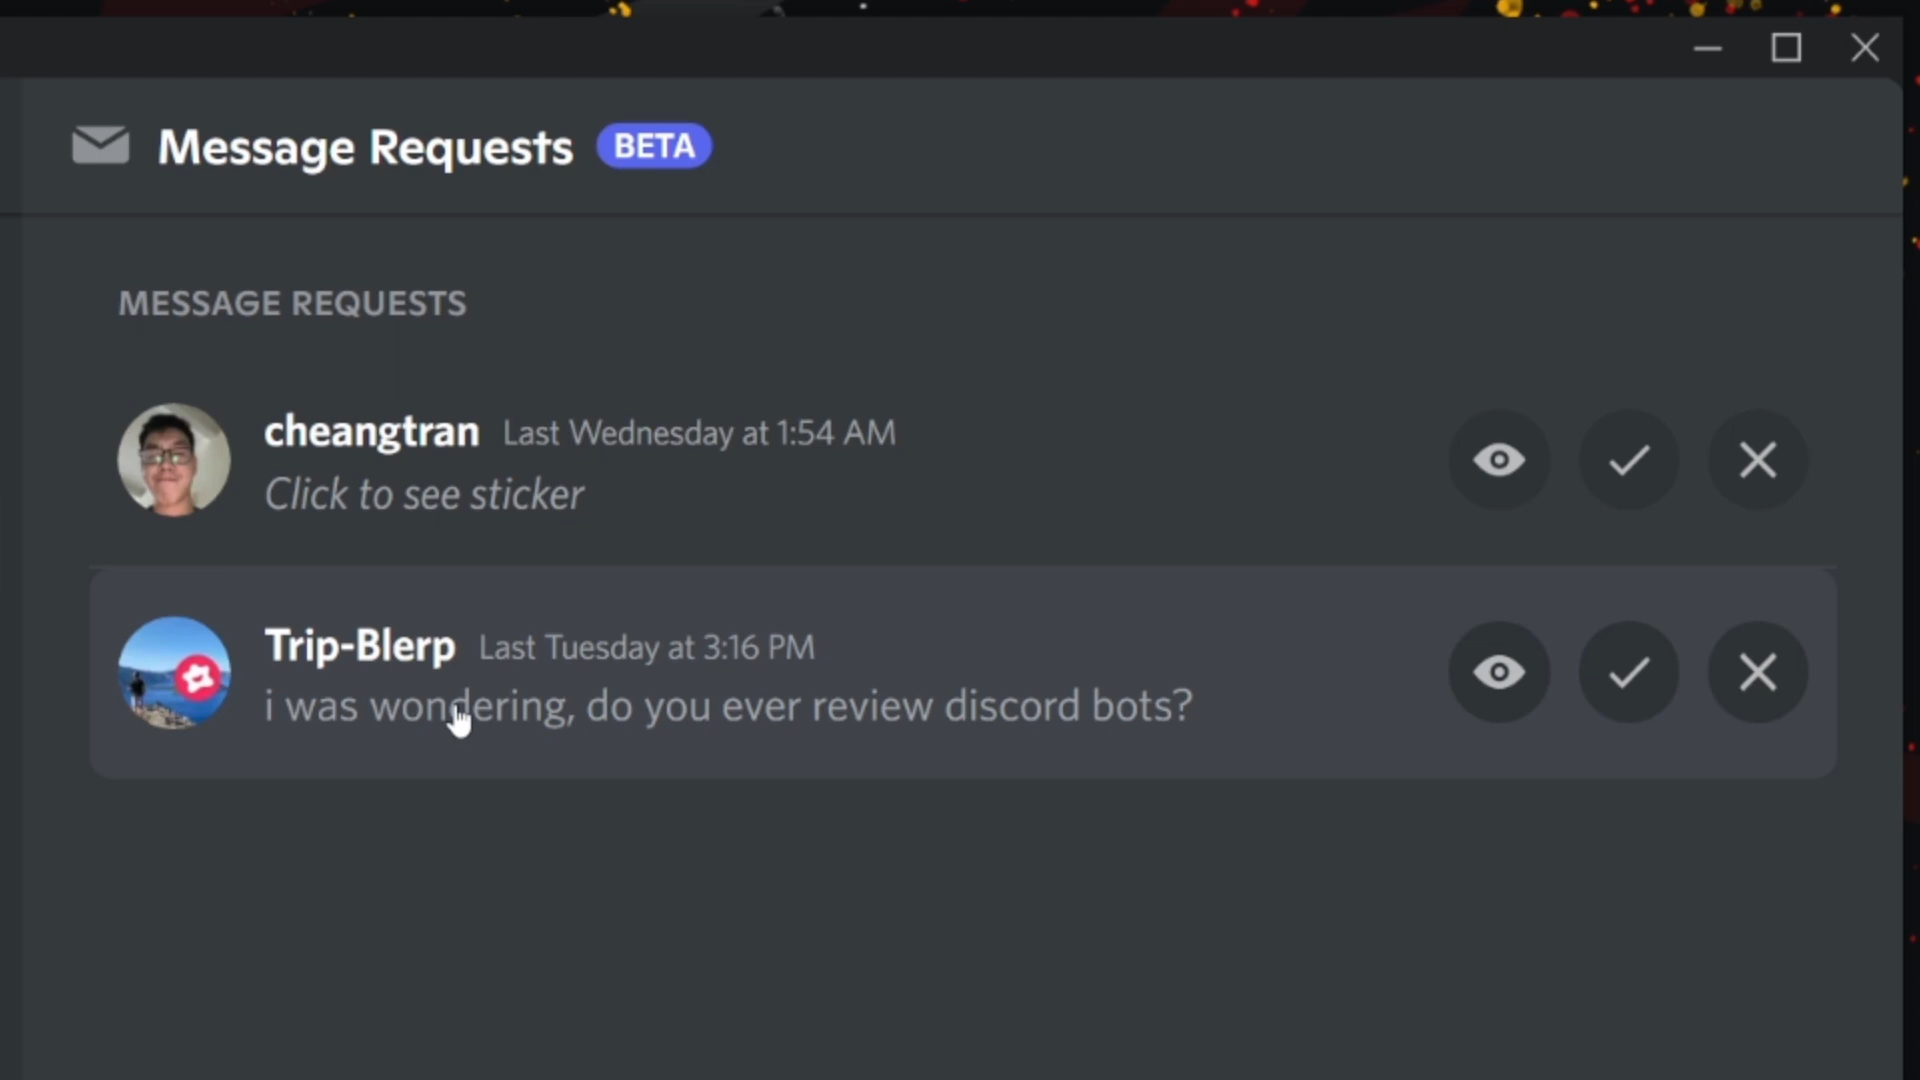 Message Requests BETA
MESSAGE REQUESTS
cheangtran Last Wednesday at 1:54 AM
Click to see sticker
Trip-Blerp Last Tuesday at 3:16 PM
i was wondering, do you ever review discord bots?